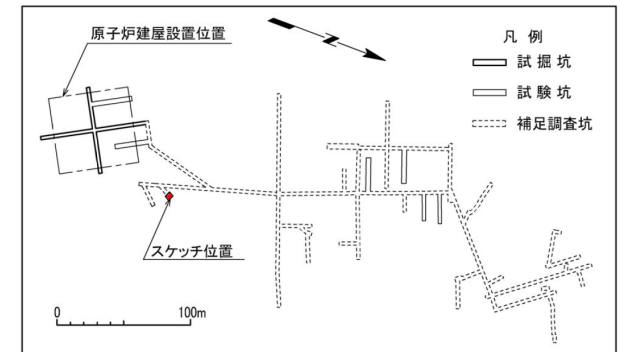 原子炉建屋設置位置
凡 例
試 掘 坑
試 験 坑
補足調査坑
スケッチ位置
0 100m